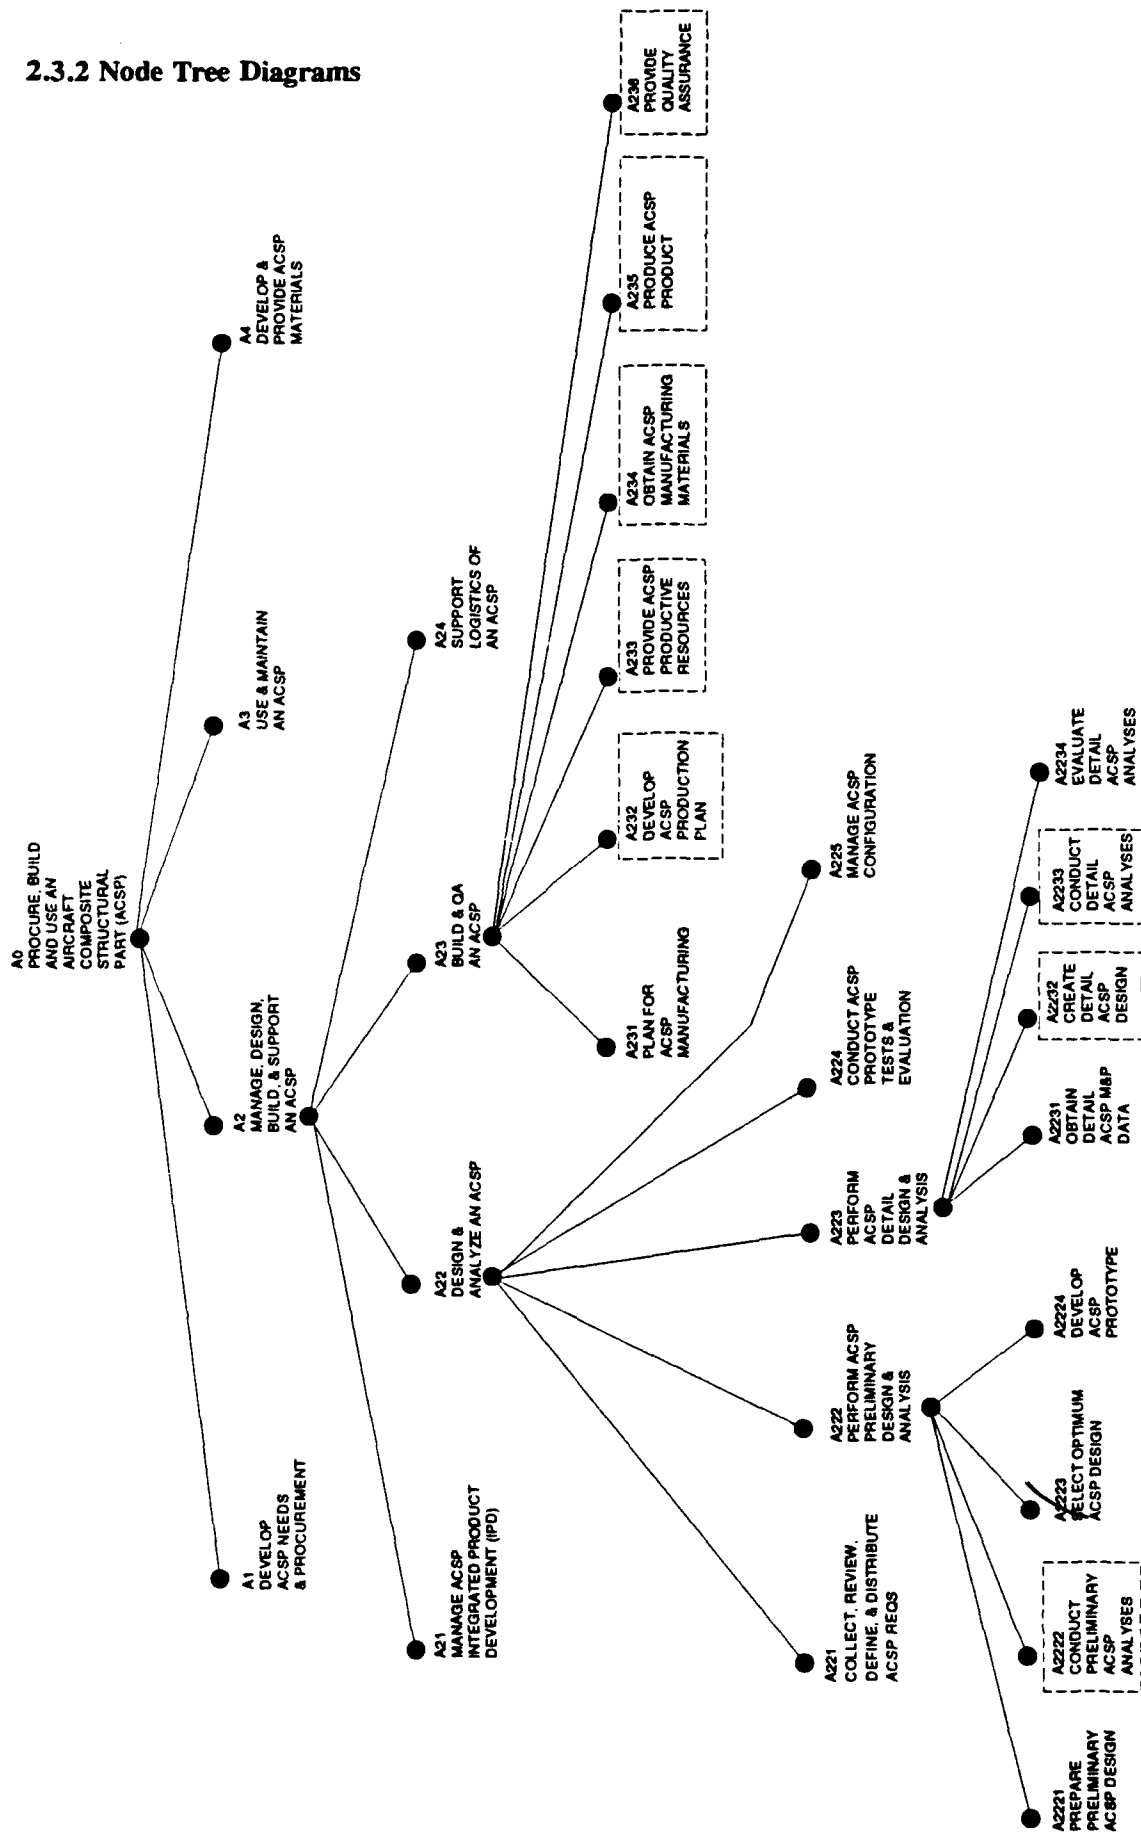 2.3.2 Node Tree Diagrams
A0
PROCURE, BUILD
AND USE AN
AIRCRAFT
COMPOSITE
STRUCTURAL
PART (ACSP)
A1
DEVELOP
ACSP NEEDS
& PROCUREMENT
A2
MANAGE, DESIGN,
BUILD, & SUPPORT
AN ACSP
A3
USE & MAINTAIN
AN ACSP
A4
DEVELOP &
PROVIDE ACSP
MATERIALS
A21
MANAGE ACSP
INTEGRATED PRODUCT
DEVELOPMENT (IPD)
A22
DESIGN &
ANALYZE AN ACSP
A23
BUILD & QA
AN ACSP
A24
SUPPORT
LOGISTICS OF
AN ACSP
A231
PLAN FOR
ACSP
MANUFACTURING
A232
DEVELOP
ACSP
PRODUCTION
PLAN
A233
PROVIDE ACSP
PRODUCTIVE
RESOURCES
A234
OBTAIN ACSP
MANUFACTURING
MATERIALS
A235
PRODUCE ACSP
PRODUCT
A236
PROVIDE
QUALITY
ASSURANCE
A221
COLLECT, REVIEW,
DEFINE, & DISTRIBUTE
ACSP REQS
A222
PERFORM ACSP
PRELIMINARY
DESIGN &
ANALYSIS
A223
PERFORM
ACSP
DETAIL
DESIGN &
ANALYSIS
A224
CONDUCT ACSP
PROTOTYPE
TESTS &
EVALUATION
A225
MANAGE ACSP
CONFIGURATION
A2221
PREPARE
PRELIMINARY
ACSP DESIGN
A2222
CONDUCT
PRELIMINARY
ACSP
ANALYSES
A2223
SELECT OPTIMUM
ACSP DESIGN
A2224
DEVELOP
ACSP
PROTOTYPE
A2231
OBTAIN
DETAIL
ACSP M&P
DATA
A2232
CREATE
DETAIL
ACSP
DESIGN
A2233
CONDUCT
DETAIL
ACSP
ANALYSES
A2234
EVALUATE
DETAIL
ACSP
ANALYSES